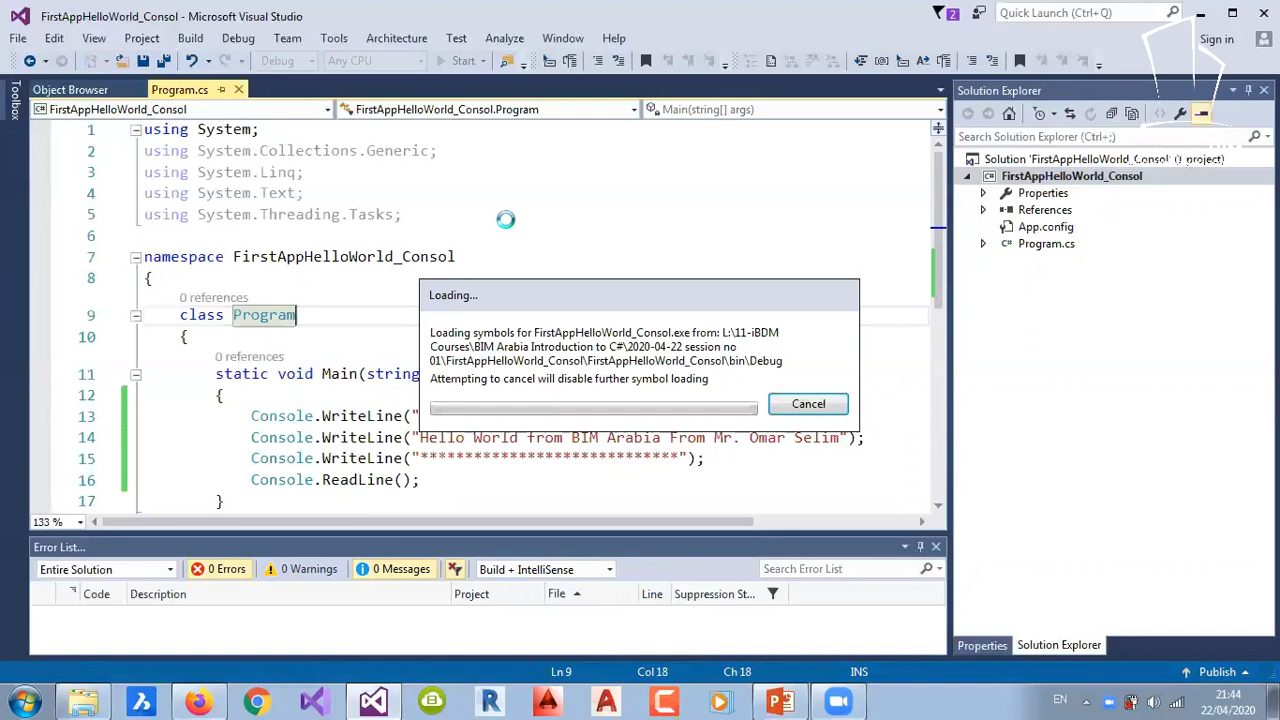 FirstAppHelloWorld_Consol - Microsoft Visual Studio
2
Quick Launch (Ctrl+Q)
File Edit View Project Build Debug Team Tools Architecture Test Analyze Window Help
Sign in
Debug Any CPU Start
Toolbox
Object Browser Program.cs
FirstAppHelloWorld_Consol FirstAppHelloWorld_Consol.Program Main(string[] args)
1 using System;
2 using System.Collections.Generic;
3 using System.Linq;
4 using System.Text;
5 using System.Threading.Tasks;
6
7 namespace FirstAppHelloWorld_Consol
8 {
0 references
9 class Program
10 {
0 references
11 static void Main(string
12 {
13 Console.WriteLine("
14 Console.WriteLine("Hello World from BIM Arabia From Mr. Omar Selim");
15 Console.WriteLine("*****************************");
16 Console.ReadLine();
17 }
133 %
Loading...
Loading symbols for FirstAppHelloWorld_Consol.exe from: L:\11-iBDM
Courses\BIM Arabia Introduction to C#\2020-04-22 session no
01\FirstAppHelloWorld_Consol\FirstAppHelloWorld_Consol\bin\Debug
Attempting to cancel will disable further symbol loading
Cancel
Solution Explorer
Search Solution Explorer (Ctrl+;)
Solution 'FirstAppHelloWorld_Consol' (1 project)
FirstAppHelloWorld_Consol
Properties
References
App.config
Program.cs
Error List...
Entire Solution 0 Errors 0 Warnings 0 Messages Build + IntelliSense Search Error List
Code Description Project File Line Suppression St...
Properties Solution Explorer
Ln 9 Col 18 Ch 18 INS Publish
EN
21:44
22/04/2020